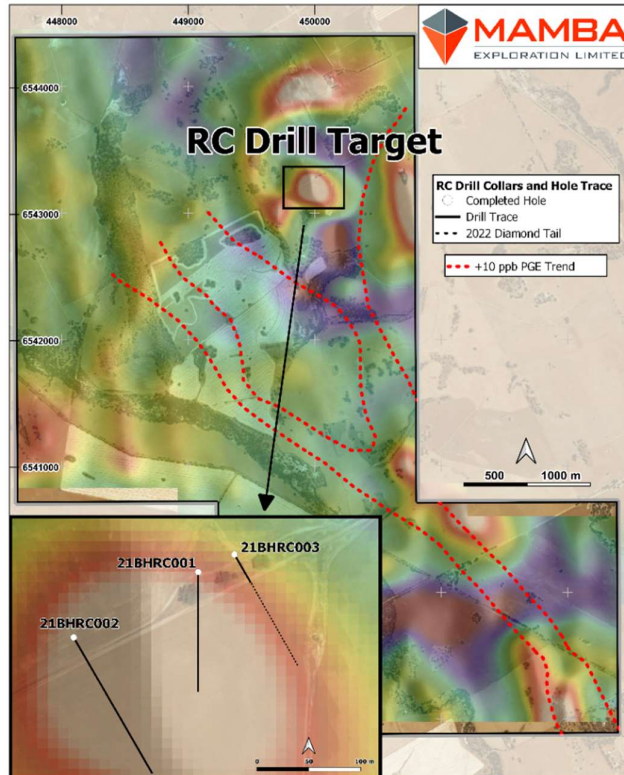 448000
449000
450000
MAMBA
EXPLORATION LIMITED
6544000
RC Drill Target
RC Drill Collars and Hole Trace
Completed Hole
Drill Trace
2022 Diamond Tail
6543000
+10 ppb PGE Trend
6542000
6541000
500
1000 m
21BHRC003
21BHRC001
21BHRC002
0
50
100 m